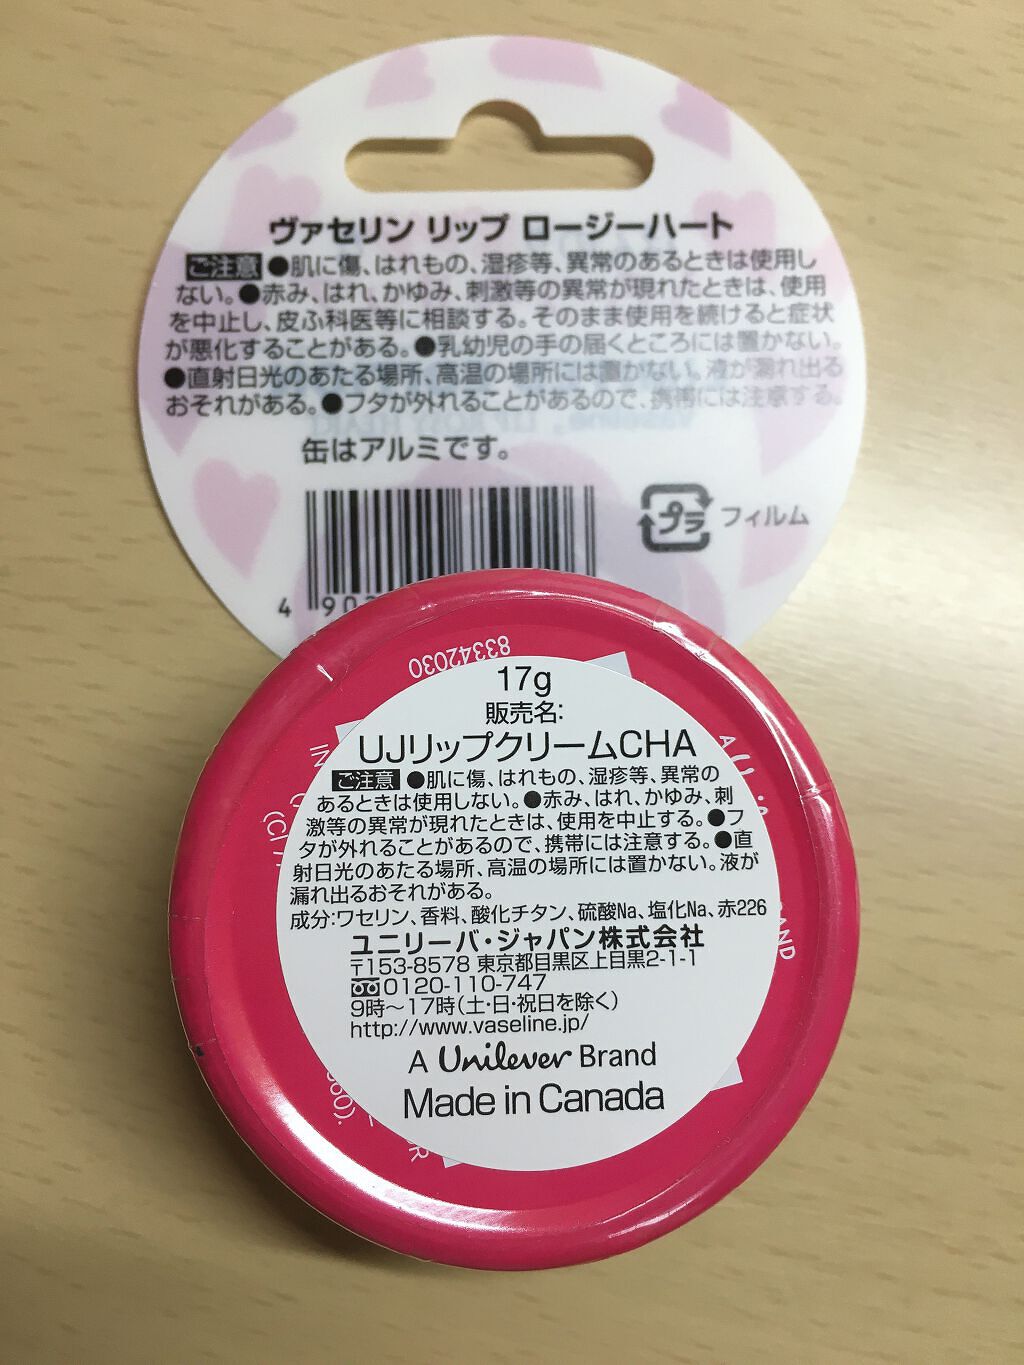 ヴァセリン リップ ロージーハート
ご注意 ●肌に傷、はれもの、湿疹等、異常のあるときは使用し
ない。●赤み、はれ、かゆみ、刺激等の異常が現れたときは、使用
を中止し、皮ふ科医等に相談する。そのまま使用を続けると症状
が悪化することがある。●乳幼児の手の届くところには置かない。
●直射日光のあたる場所、高温の場所には置かない。液が漏れ出る
おそれがある。●フタが外れることがあるので、携帯には注意する。
缶はアルミです。
プラ フィルム
4 902
83342030
17g
販売名:
UJリップクリームCHA
ご注意 ●肌に傷、はれもの、湿疹等、異常の
あるときは使用しない。●赤み、はれ、かゆみ、刺
激等の異常が現れたときは、使用を中止する。●フ
タが外れることがあるので、携帯には注意する。●直
射日光のあたる場所、高温の場所には置かない。液が
漏れ出るおそれがある。
成分:ワセリン、香料、酸化チタン、硫酸Na、塩化Na、赤226
ユニリーバ・ジャパン株式会社
〒153-8578 東京都目黒区上目黒2-1-1
0120-110-747
9時〜17時(土・日・祝日を除く)
http://www.vaseline.jp/
A Unilever Brand
Made in Canada